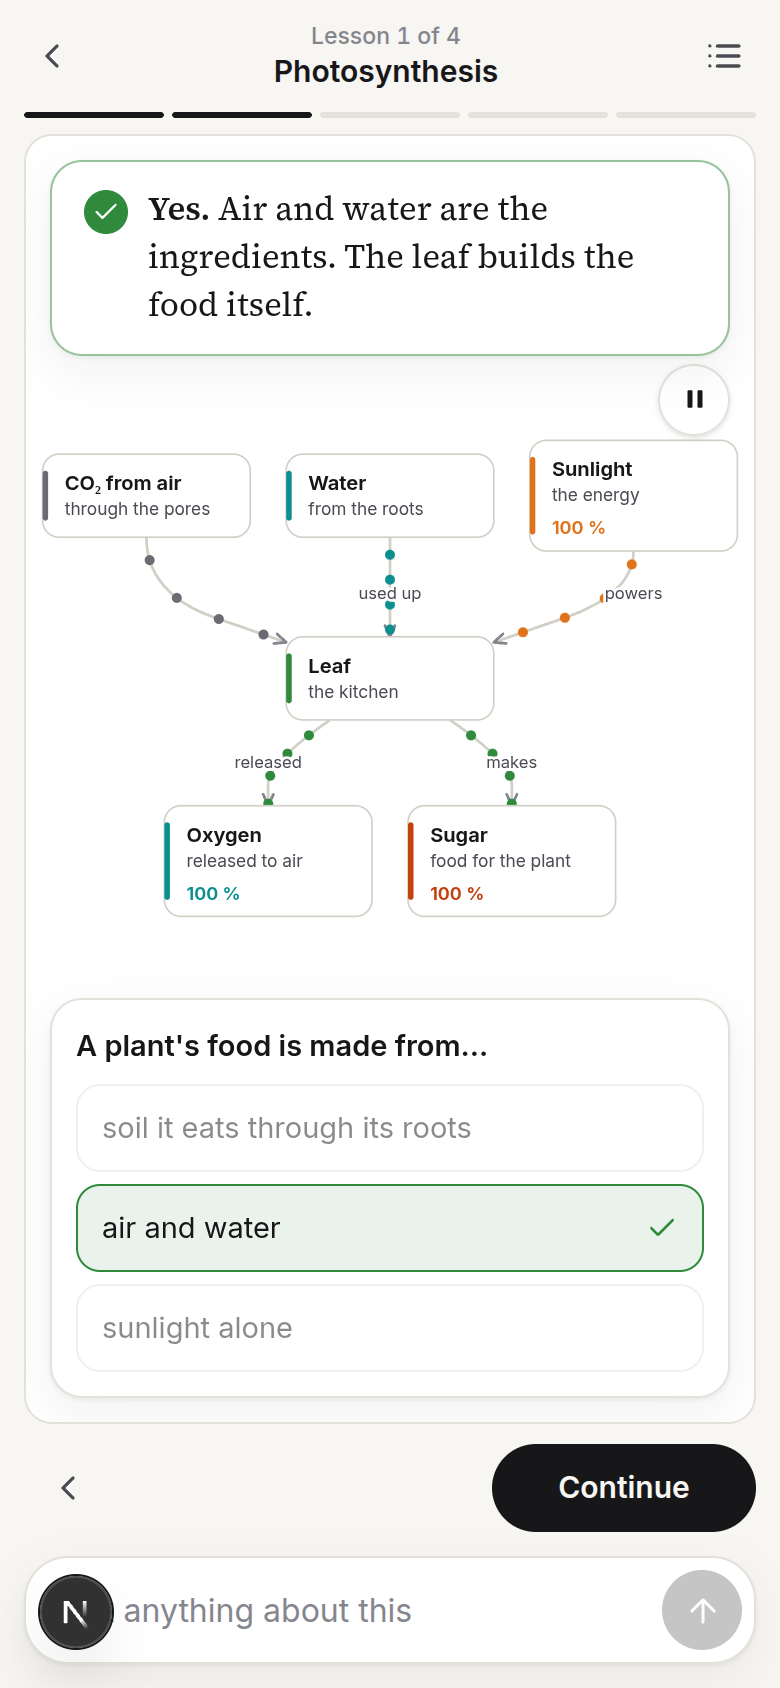 Lesson 1 of 4
Photosynthesis
Yes. Air and water are the
ingredients. The leaf builds the
food itself.
CO₂ from air
through the pores
Water
from the roots
Sunlight
the energy
100 %
used up
powers
Leaf
the kitchen
released
makes
Oxygen
released to air
100 %
Sugar
food for the plant
100 %
A plant's food is made from...
soil it eats through its roots
air and water
sunlight alone
Continue
N
anything about this